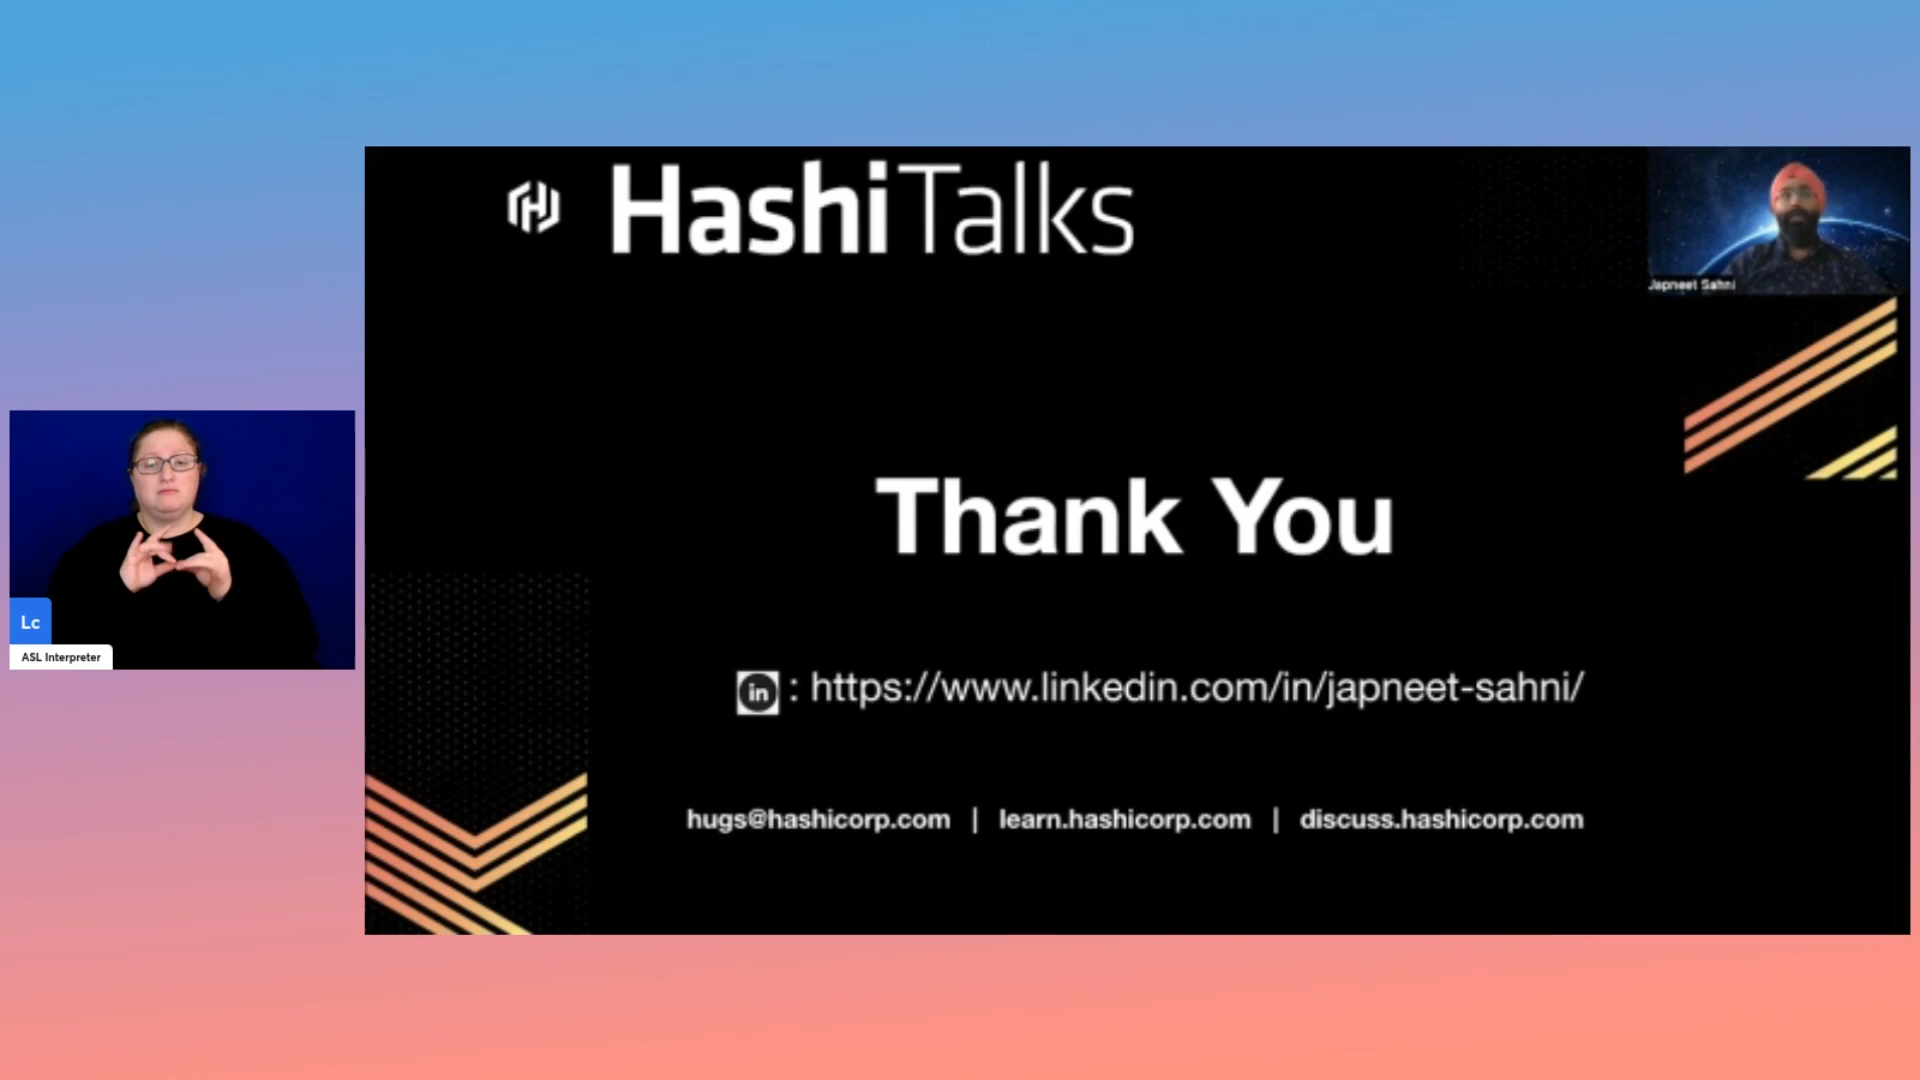 HashiTalks
Japneet Sahni
Thank You
in : https://www.linkedin.com/in/japneet-sahni/
hugs@hashicorp.com | learn.hashicorp.com | discuss.hashicorp.com
Lc
ASL Interpreter